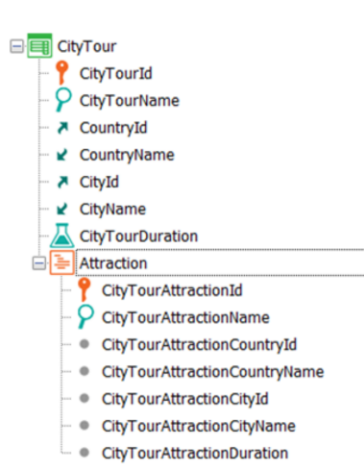 CityTour
CityTourId
CityTourName
CountryId
CountryName
CityId
CityName
CityTourDuration
Attraction
CityTourAttractionId
CityTourAttractionName
CityTourAttractionCountryId
CityTourAttractionCountryName
CityTourAttractionCityId
CityTourAttractionCityName
CityTourAttractionDuration